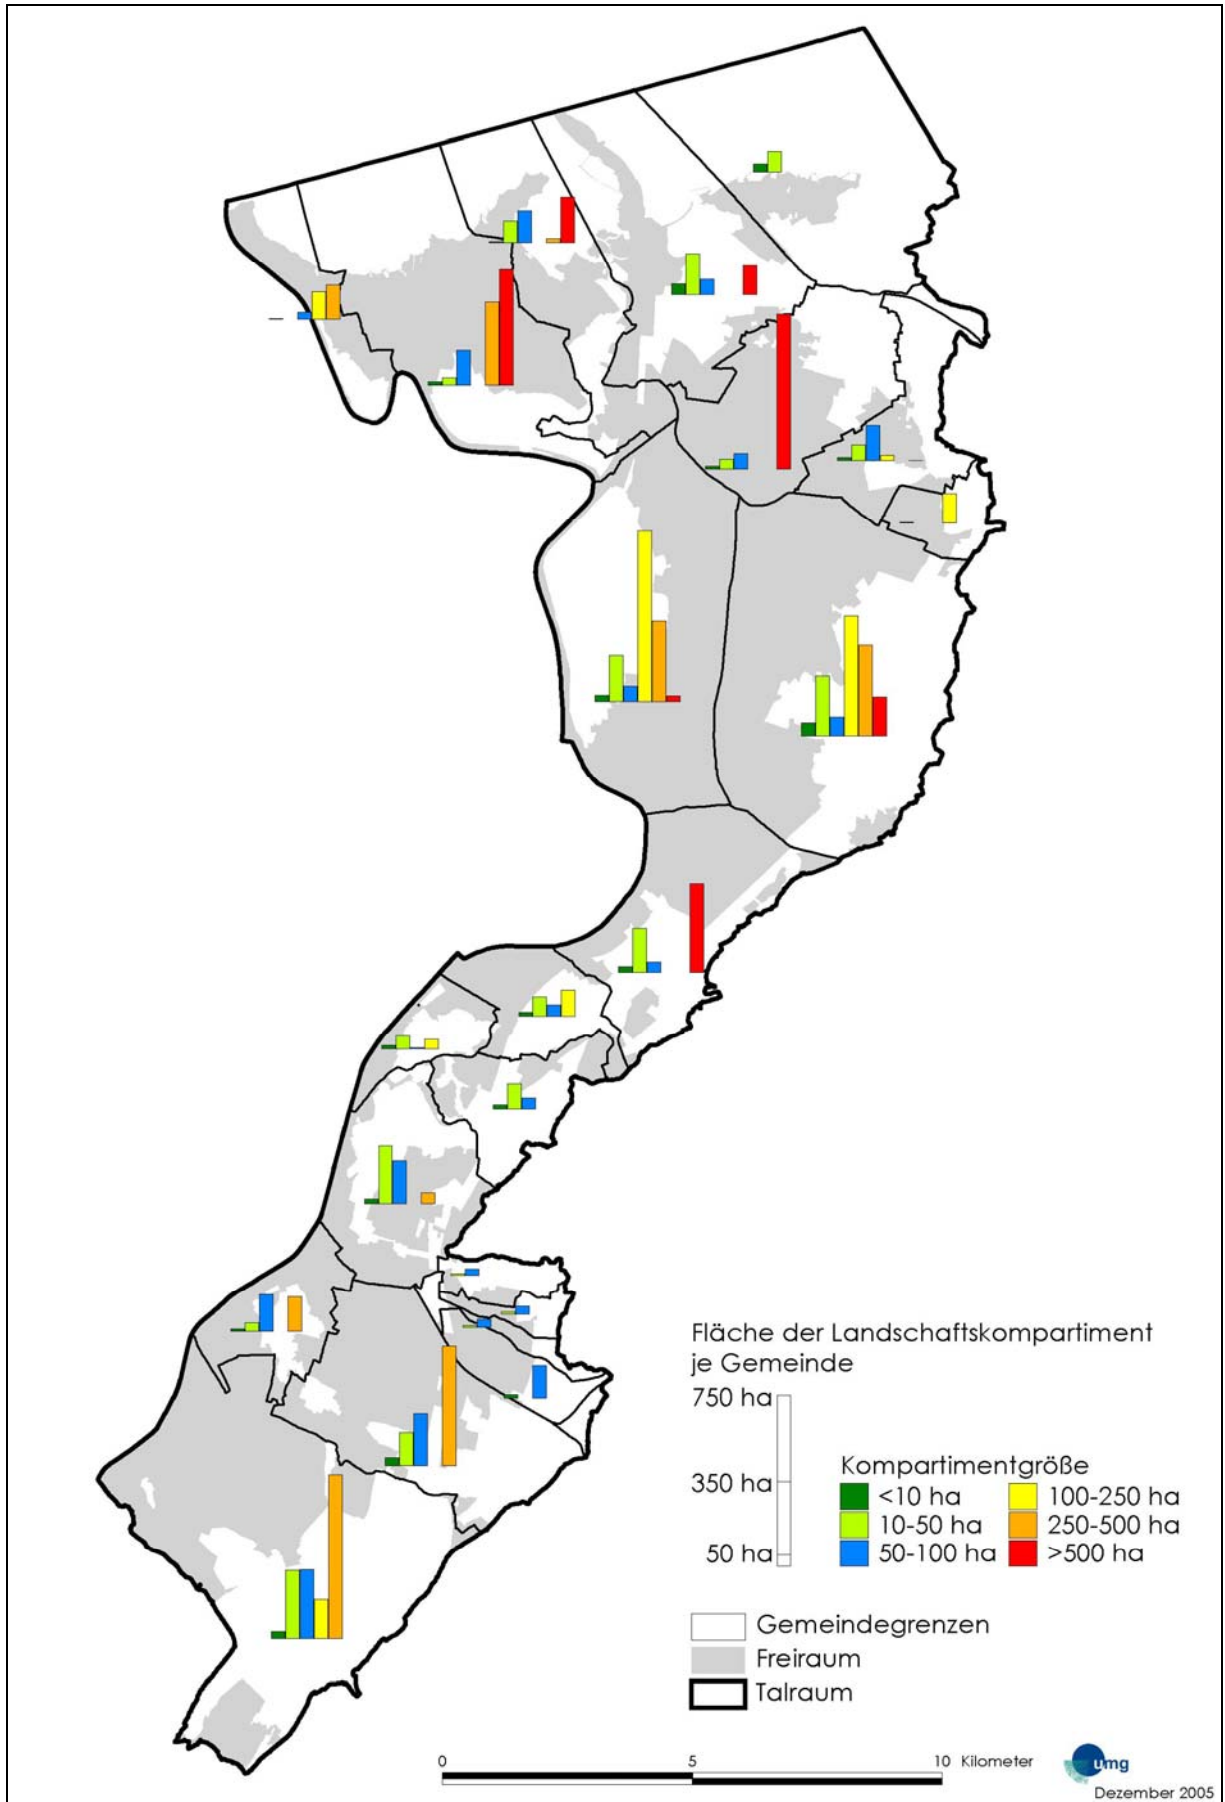 Fläche der Landschaftskompartiment
je Gemeinde
750 ha
350 ha
50 ha
Kompartimentgröße
<10 ha
10-50 ha
50-100 ha
100-250 ha
250-500 ha
>500 ha
Gemeindegrenzen
Freiraum
Talraum
0 5 10 Kilometer
umg
Dezember 2005